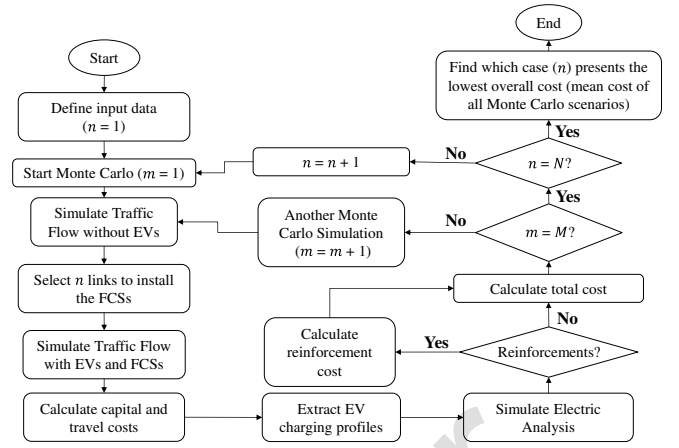 Start
Define input data
(n = 1)
Start Monte Carlo (m = 1)
Simulate Traffic
Flow without EVs
Select n links to install
the FCSs
Simulate Traffic Flow
with EVs and FCSs
Calculate capital and
travel costs
Extract EV
charging profiles
Simulate Electric
Analysis
Reinforcements?
Yes
Calculate
reinforcement
cost
No
Calculate total cost
m = M?
No
Another Monte
Carlo Simulation
(m = m + 1)
Yes
n = N?
No
n = n + 1
Yes
Find which case (n) presents the
lowest overall cost (mean cost of
all Monte Carlo scenarios)
End